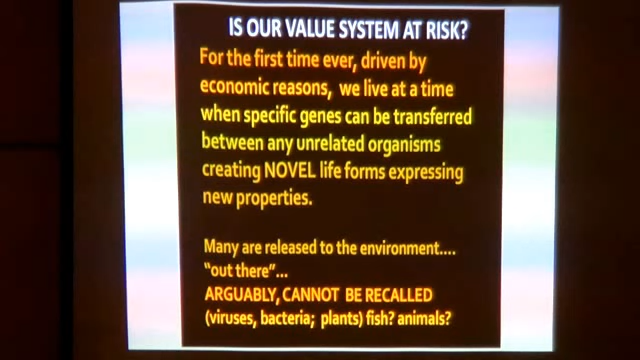 IS OUR VALUE SYSTEM AT RISK?
For the first time ever, driven by
economic reasons, we live at a time
when specific genes can be transferred
between any unrelated organisms
creating NOVEL life forms expressing
new properties.
Many are released to the environment....
"out there"...
ARGUABLY, CANNOT BE RECALLED
(viruses, bacteria; plants) fish? animals?